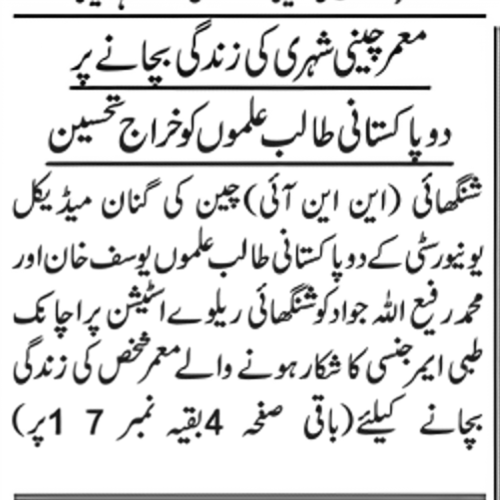 معمر چینی شہری کی زندگی بچانے پر
دو پاکستانی طالب علموں کو خراج تحسین
شنگھائی (این این آئی) چین کی گنان میڈیکل
یونیورسٹی کے دو پاکستانی طالب علموں یوسف خان اور
محمد رفیع اللہ جواد کو شنگھائی ریلوے اسٹیشن پر اچانک
طبی ایمرجنسی کا شکار ہونے والے معمر شخص کی زندگی
بچانے کیلئے (باقی صفحہ 4 بقیہ نمبر 17 پر)